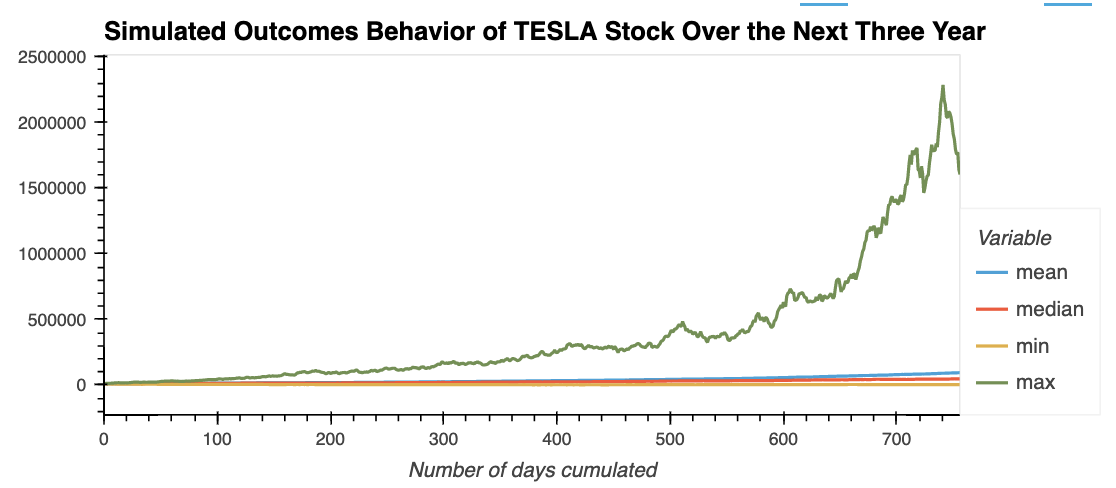 Simulated Outcomes Behavior of TESLA Stock Over the Next Three Year
2500000
2000000
1500000
1000000
500000
0
0 100 200 300 400 500 600 700
Number of days cumulated
Variable
mean
median
min
max